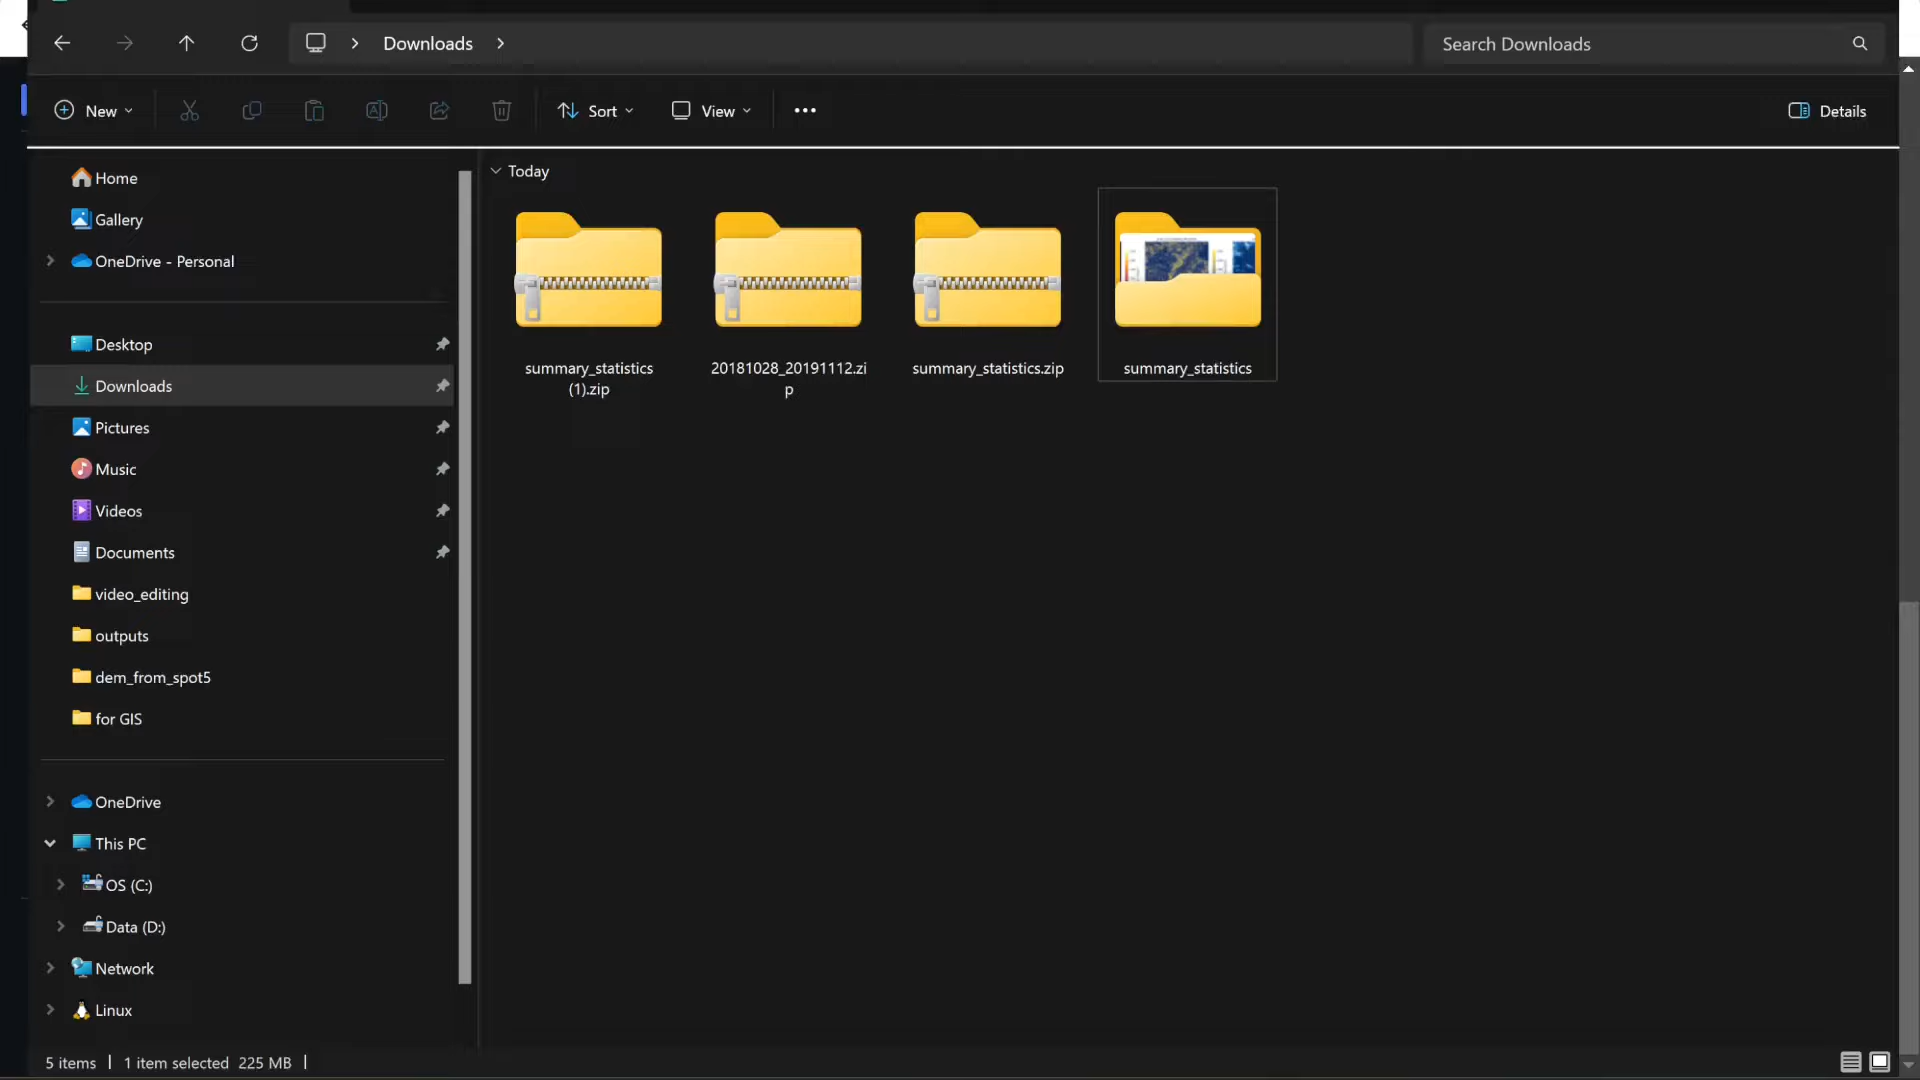 Downloads
Search Downloads
New
Sort
View
Details
Home
Gallery
OneDrive - Personal
Desktop
Downloads
Pictures
Music
Videos
Documents
video_editing
outputs
dem_from_spot5
for GIS
OneDrive
This PC
OS (C:)
Data (D:)
Network
Linux
Today
summary_statistics
(1).zip
20181028_20191112.zi
p
summary_statistics.zip
summary_statistics
5 items
1 item selected 225 MB